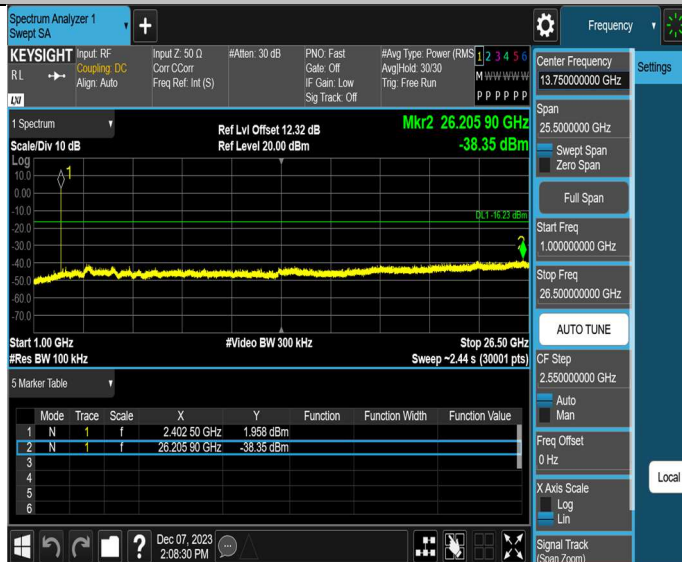 Spectrum Analyzer 1
Swept SA
+
Frequency
KEYSIGHT
RL
LXI
Input: RF
Coupling: DC
Align: Auto
Input Z: 50 Ω
Corr CCorr
Freq Ref: Int (S)
#Atten: 30 dB
PNO: Fast
Gate: Off
IF Gain: Low
Sig Track: Off
#Avg Type: Power (RMS
Avg|Hold: 30/30
Trig: Free Run
1 2 3 4 5 6
M W W W W W
P P P P P P
1 Spectrum
Scale/Div 10 dB
Log
Ref Lvl Offset 12.32 dB
Ref Level 20.00 dBm
Mkr2 26.205 90 GHz
-38.35 dBm
10.0
0.00
-10.0
-20.0
-30.0
-40.0
-50.0
-60.0
-70.0
1
DL1 -16.23 dBm
2
Start 1.00 GHz
#Res BW 100 kHz
#Video BW 300 kHz
Stop 26.50 GHz
Sweep ~2.44 s (30001 pts)
5 Marker Table
Mode Trace Scale X Y Function Function Width Function Value
1 N 1 f 2.402 50 GHz 1.958 dBm
2 N 1 f 26.205 90 GHz -38.35 dBm
3
4
5
6
?
Dec 07, 2023
2:08:30 PM
Center Frequency
13.750000000 GHz
Settings
Span
25.5000000 GHz
Swept Span
Zero Span
Full Span
Start Freq
1.000000000 GHz
Stop Freq
26.500000000 GHz
AUTO TUNE
CF Step
2.550000000 GHz
Auto
Man
Freq Offset
0 Hz
X Axis Scale
Log
Lin
Local
Signal Track
(Span Zoom)